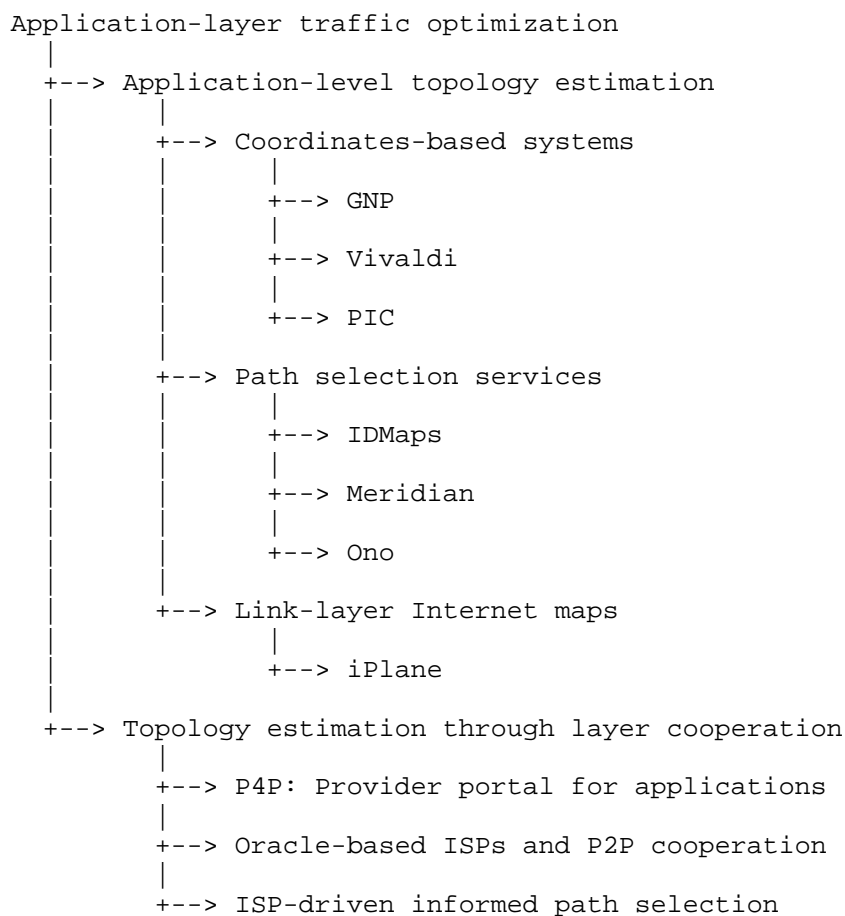 Application-layer traffic optimization
|
+--> Application-level topology estimation
|       |
|       +--> Coordinates-based systems
|       |       |
|       |       +--> GNP
|       |       |
|       |       +--> Vivaldi
|       |       |
|       |       +--> PIC
|       |
|       +--> Path selection services
|       |       |
|       |       +--> IDMaps
|       |       |
|       |       +--> Meridian
|       |       |
|       |       +--> Ono
|       |
|       +--> Link-layer Internet maps
|               |
|               +--> iPlane
|
+--> Topology estimation through layer cooperation
        |
        +--> P4P: Provider portal for applications
        |
        +--> Oracle-based ISPs and P2P cooperation
        |
        +--> ISP-driven informed path selection